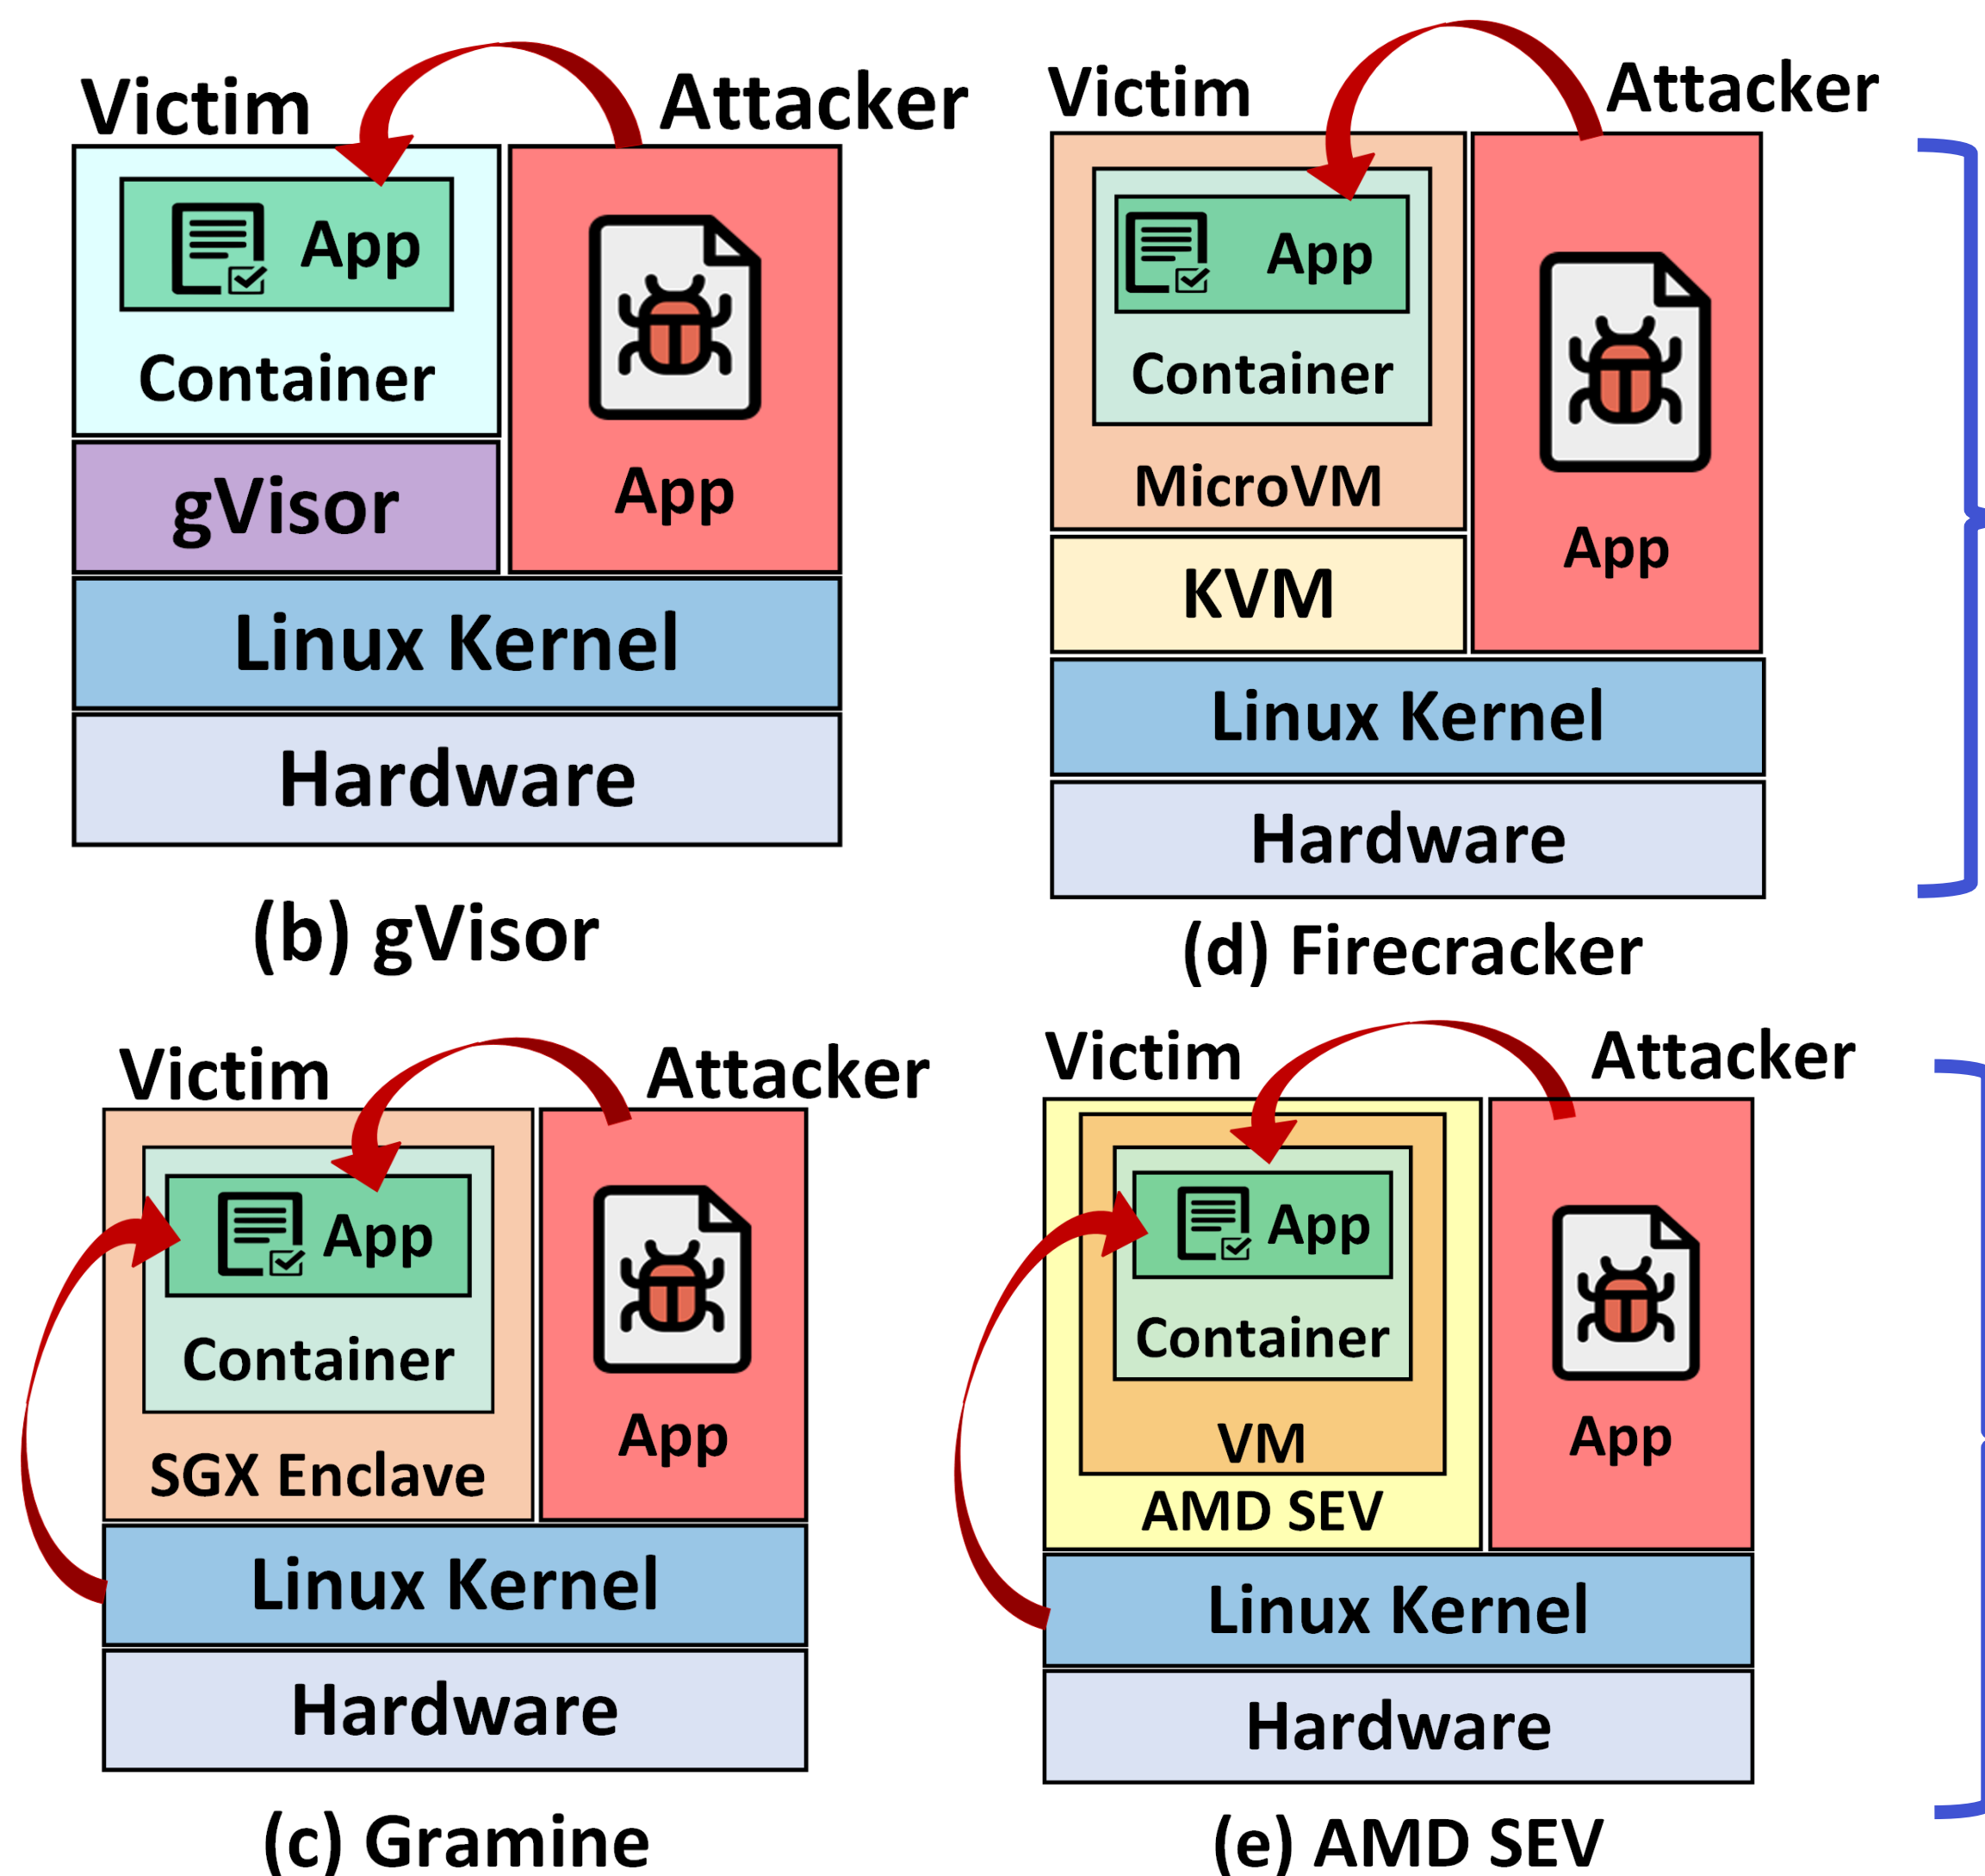 Victim
Attacker
App
Container
App
gVisor
Linux Kernel
Hardware
(b) gVisor
Victim
Attacker
App
Container
MicroVM
App
KVM
Linux Kernel
Hardware
(d) Firecracker
Victim
Attacker
App
Container
App
SGX Enclave
Linux Kernel
Hardware
(c) Gramine
Victim
Attacker
App
Container
App
VM
AMD SEV
Linux Kernel
Hardware
(e) AMD SEV